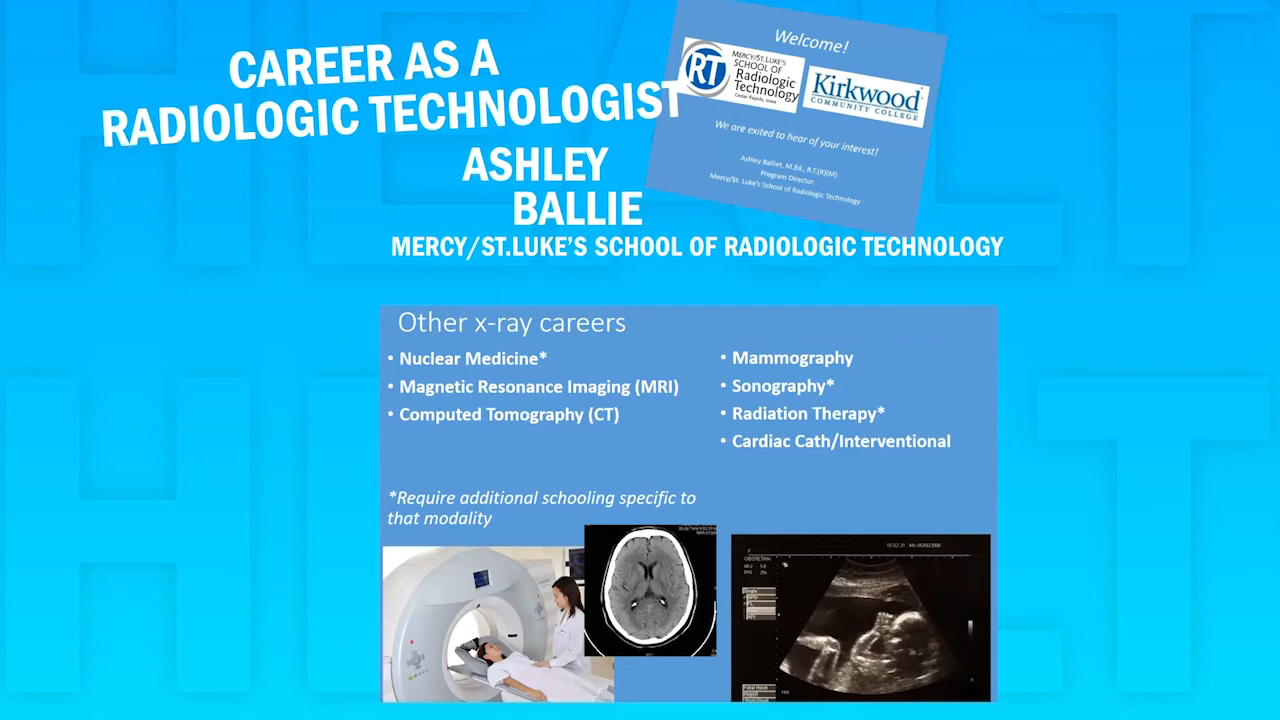 CAREER AS A
RADIOLOGIC TECHNOLOGIST
ASHLEY
BALLIE
MERCY/ST.LUKE'S SCHOOL OF RADIOLOGIC TECHNOLOGY
Welcome!
RT
MERCY/ST.LUKE'S
SCHOOL OF
Radiologic
Technology
Cedar Rapids, Iowa
Kirkwood
COMMUNITY COLLEGE
We are exited to hear of your interest!
Ashley Balliet, M.Ed., R.T.(R)(M)
Program Director
Mercy/St. Luke's School of Radiologic Technology
Other x-ray careers
• Nuclear Medicine*
• Magnetic Resonance Imaging (MRI)
• Computed Tomography (CT)
• Mammography
• Sonography*
• Radiation Therapy*
• Cardiac Cath/Interventional
*Require additional schooling specific to
that modality
HEALT
HEALT